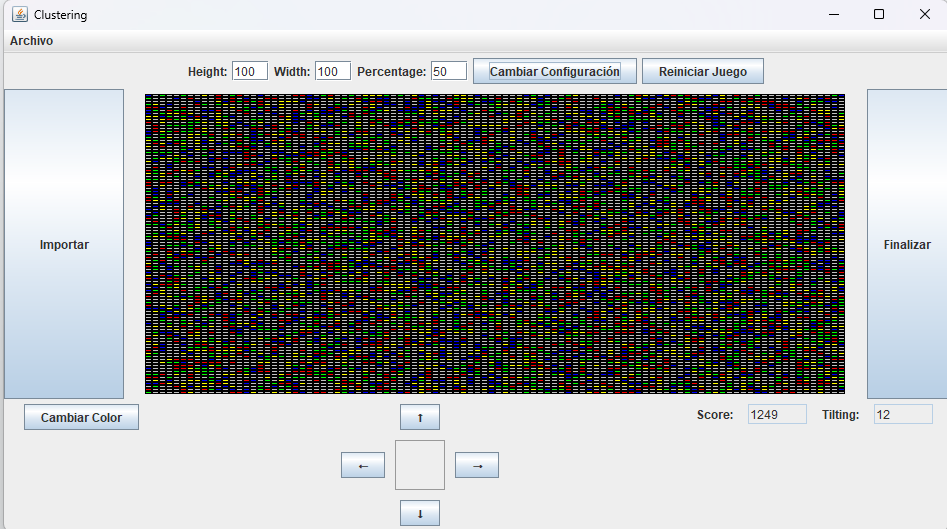 Clustering
Archivo
Height: 100 Width: 100 Percentage: 50 Cambiar Configuración Reiniciar Juego
Importar
Finalizar
Cambiar Color
↑
Score: 1249 Tilting: 12
← →
↓